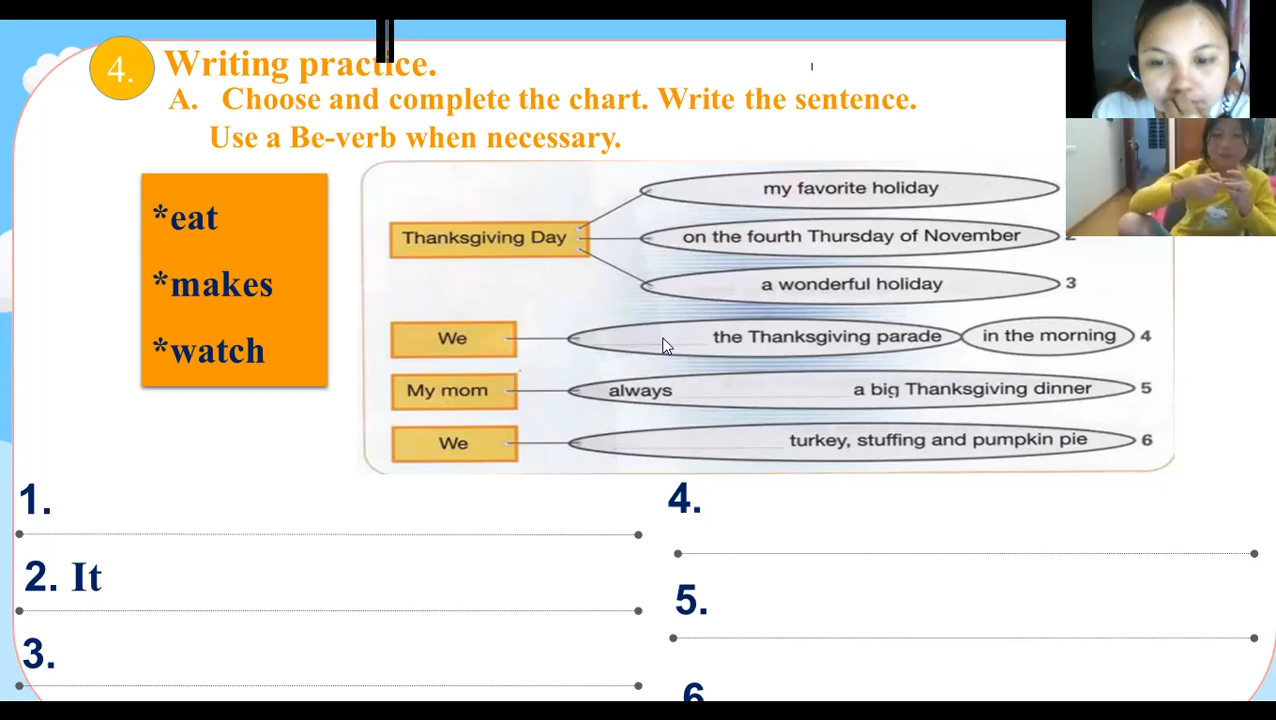 4. Writing practice.
A. Choose and complete the chart. Write the sentence.
Use a Be-verb when necessary.
*eat
*makes
*watch
my favorite holiday
Thanksgiving Day
on the fourth Thursday of November
a wonderful holiday 3
We the Thanksgiving parade in the morning 4
My mom always a big Thanksgiving dinner 5
We turkey, stuffing and pumpkin pie 6
1.
2. It
3.
4.
5.